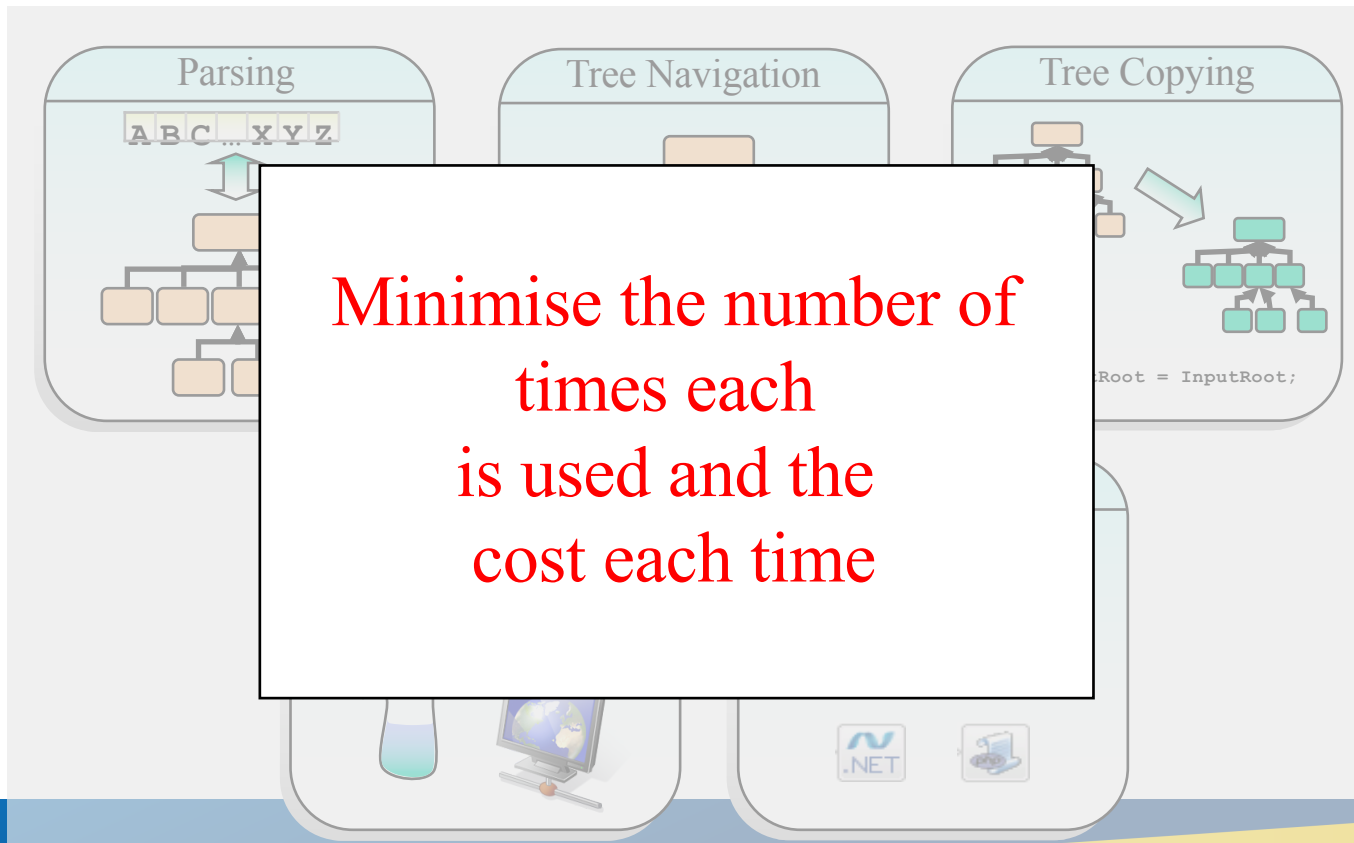 Parsing
Tree Navigation
Tree Copying
A B C ... X Y Z
Minimise the number of
times each
is used and the
cost each time
Root = InputRoot;
.NET